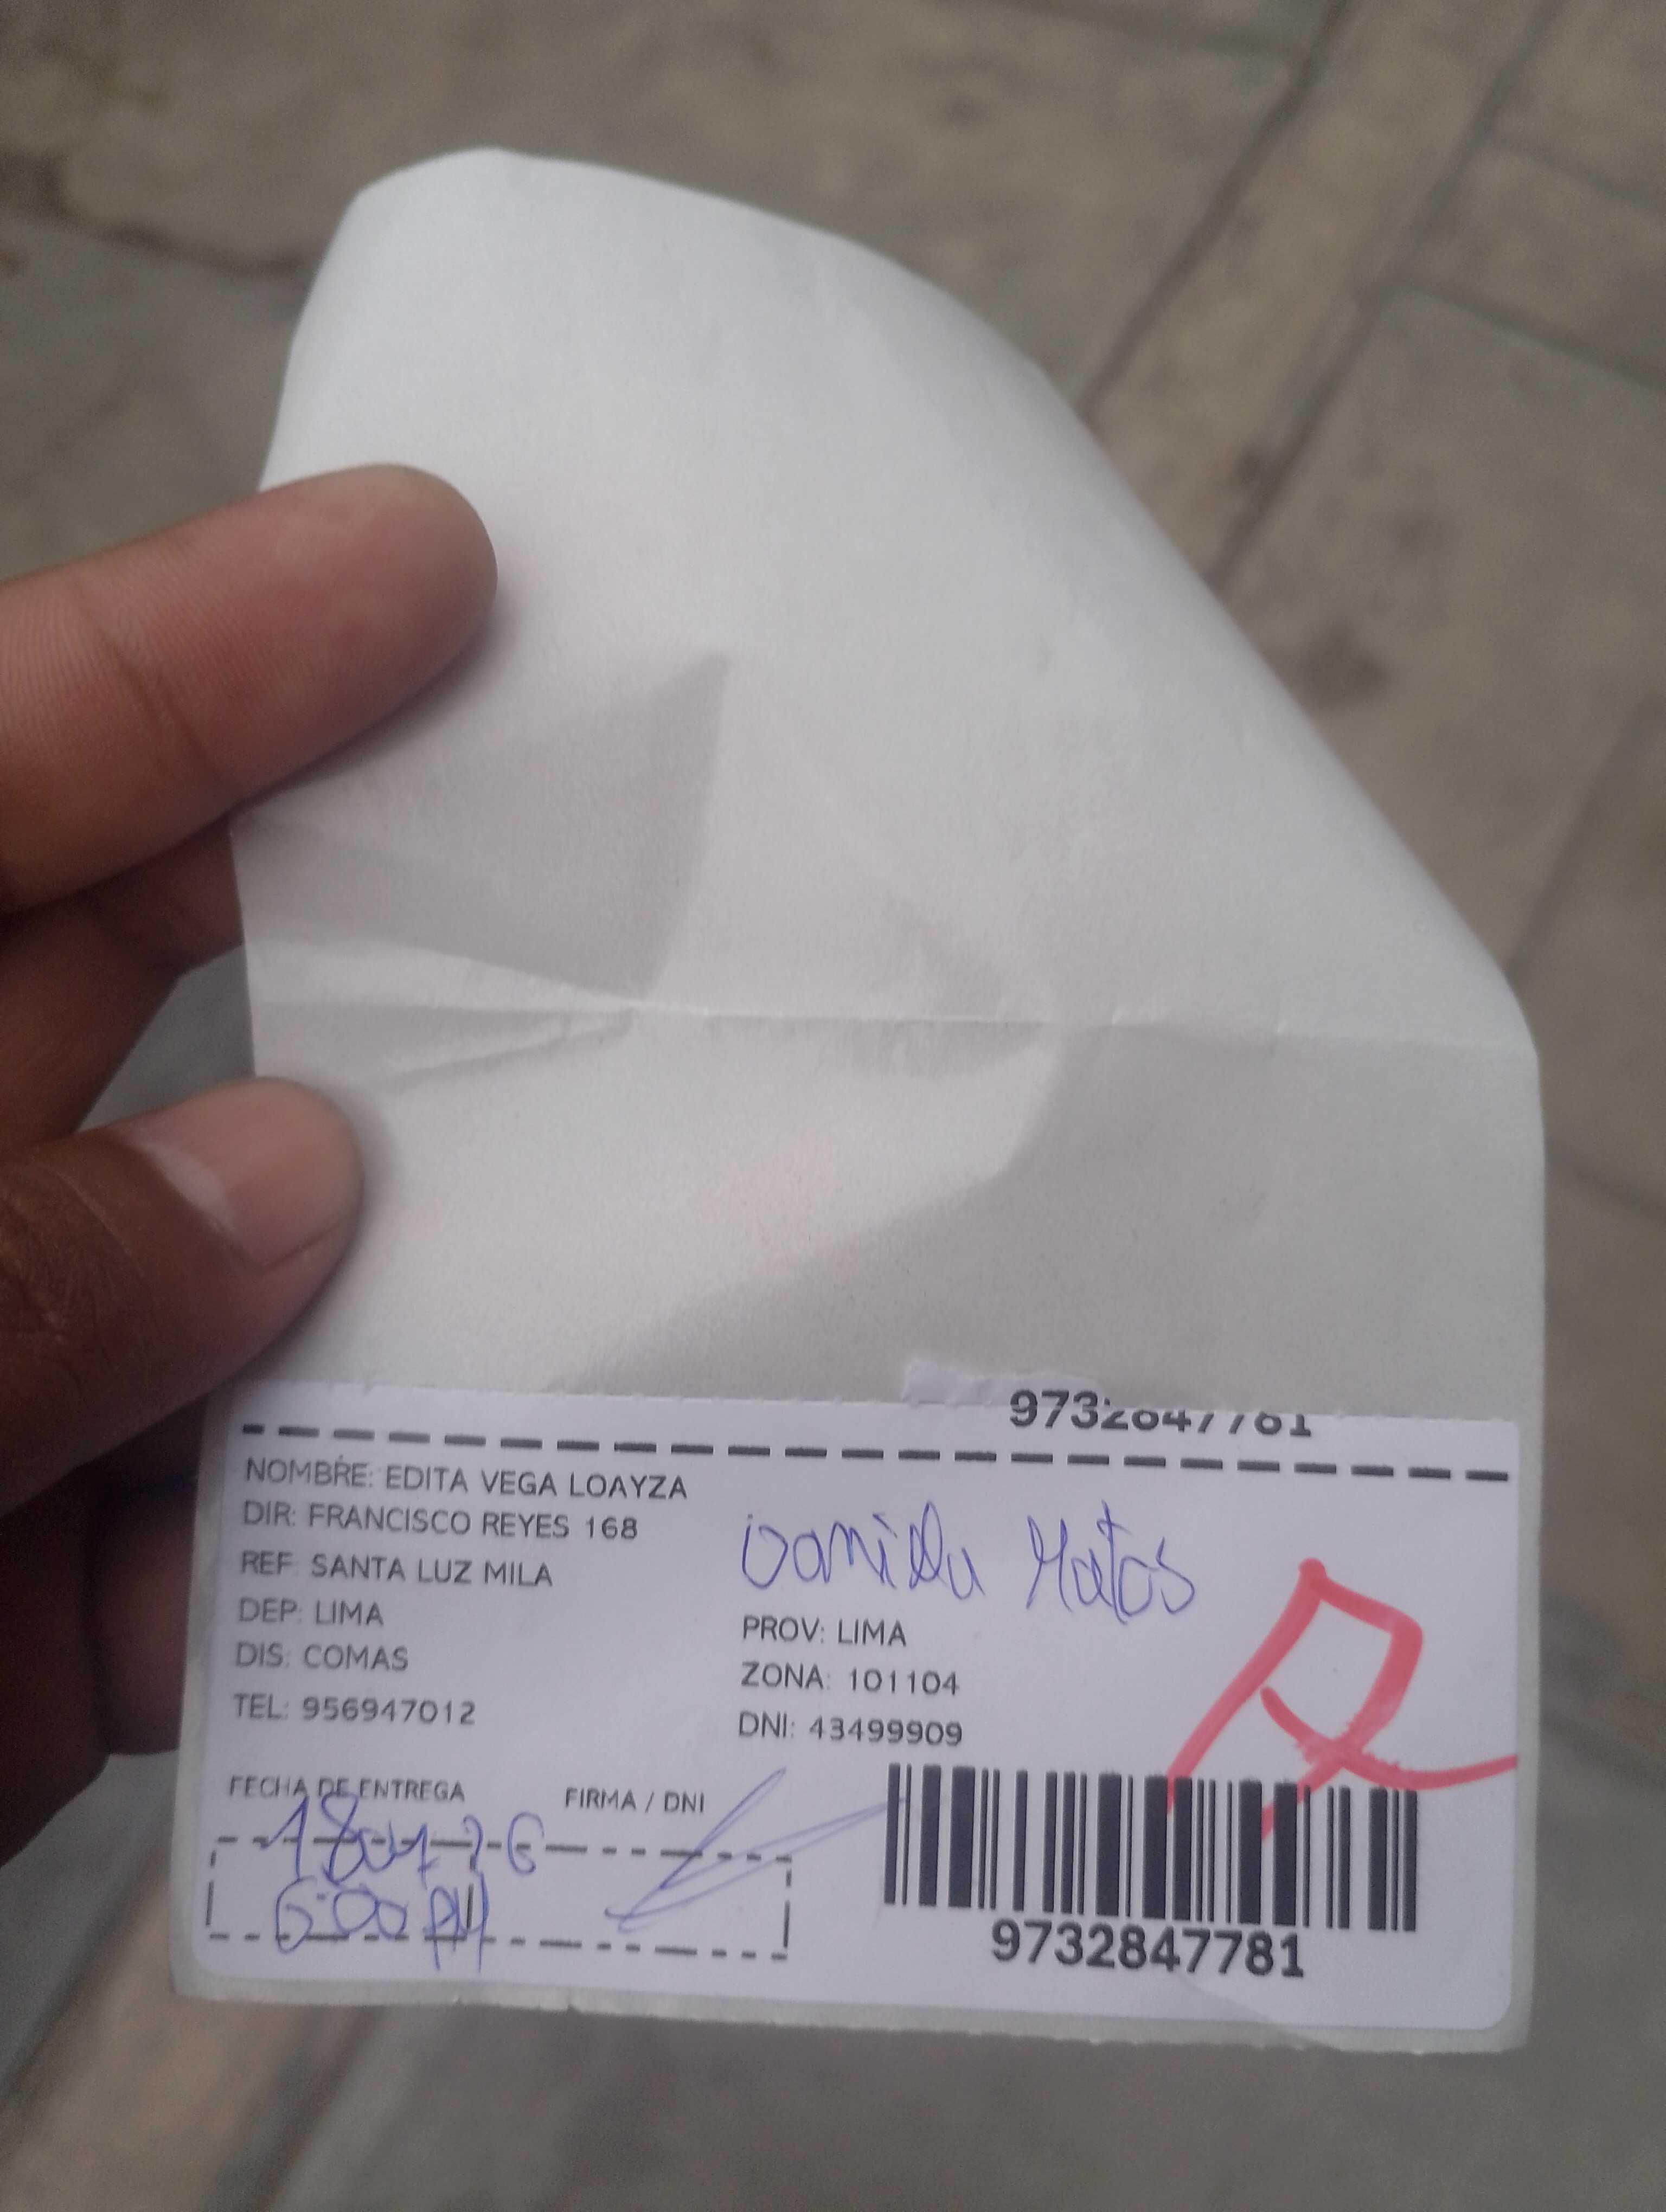 9732847781
NOMBRE: EDITA VEGA LOAYZA
DIR: FRANCISCO REYES 168
REF: SANTA LUZ MILA
Daniela Matos
DEP: LIMA
PROV: LIMA
DIS: COMAS
ZONA: 101104
TEL: 956947012
DNI: 43499909
FECHA DE ENTREGA
FIRMA / DNI
6:00 PM
9732847781